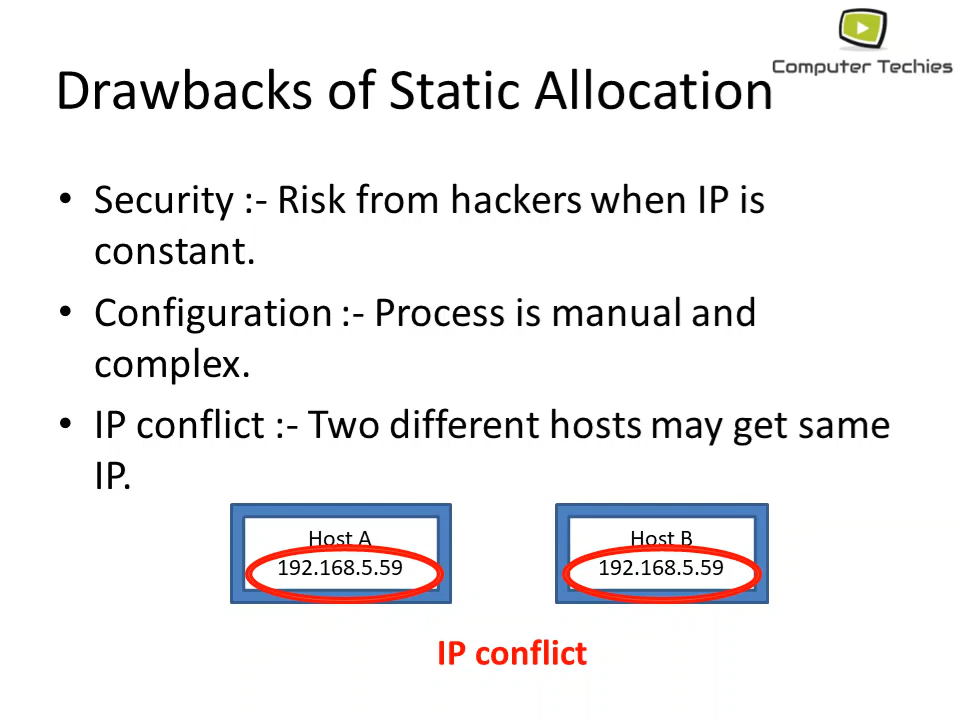 Computer Techies
Drawbacks of Static Allocation
• Security :- Risk from hackers when IP is
constant.
• Configuration :- Process is manual and
complex.
• IP conflict :- Two different hosts may get same
IP.
Host A
192.168.5.59
Host B
192.168.5.59
IP conflict